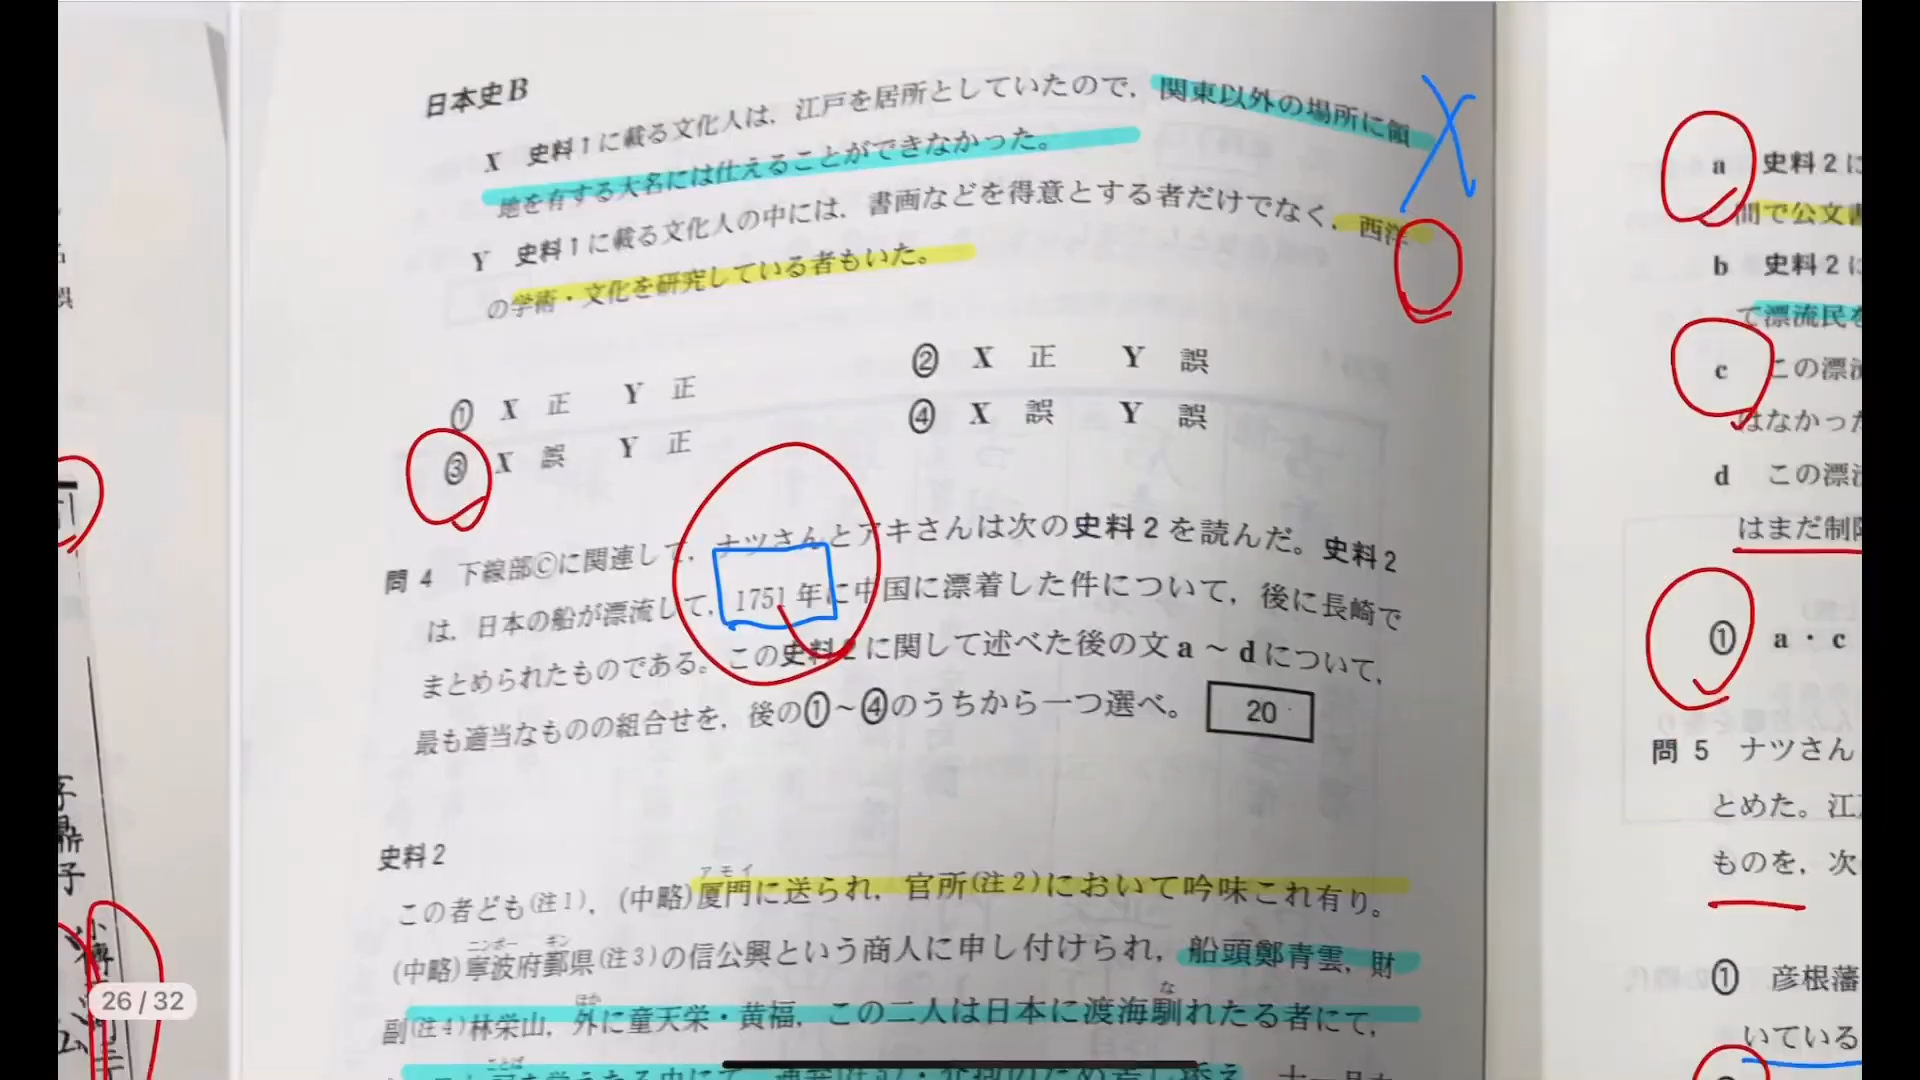 日本史B
X 史料1に載る文化人は，江戸を居所としていたので，関東以外の場所に領
地を有する大名には仕えることができなかった。
Y 史料1に載る文化人の中には，書画などを得意とする者だけでなく，西洋
の学術・文化を研究している者もいた。
① X 正 Y 正
② X 正 Y 誤
③ X 誤 Y 正
④ X 誤 Y 誤
問 4 下線部Ⓒに関連して，ナツさんとアキさんは次の史料2を読んだ。史料2
は，日本の船が漂流して，1751年に中国に漂着した件について，後に長崎で
まとめられたものである。この史料2に関して述べた後の文a～dについて，
最も適当なものの組合せを，後の①～④のうちから一つ選べ。 20
史料2
この者ども(注1)，(中略)厦門に送られ，官所(注2)において吟味これ有り。
アモイ
(中略)寧波府鄞県(注3)の信公興という商人に申し付けられ，船頭鄭青雲，財
ニンポー ギン
副(注4)林栄山，外に童天栄・黄福，この二人は日本に渡海馴れたる者にて，
ほか な
a 史料2に
間で公文書
b 史料2に
て漂流民を
c この漂流
はなかった
d この漂流
はまだ制限
① a・c
問 5 ナツさん
とめた。江
ものを，次
① 彦根藩
いている
26 / 32